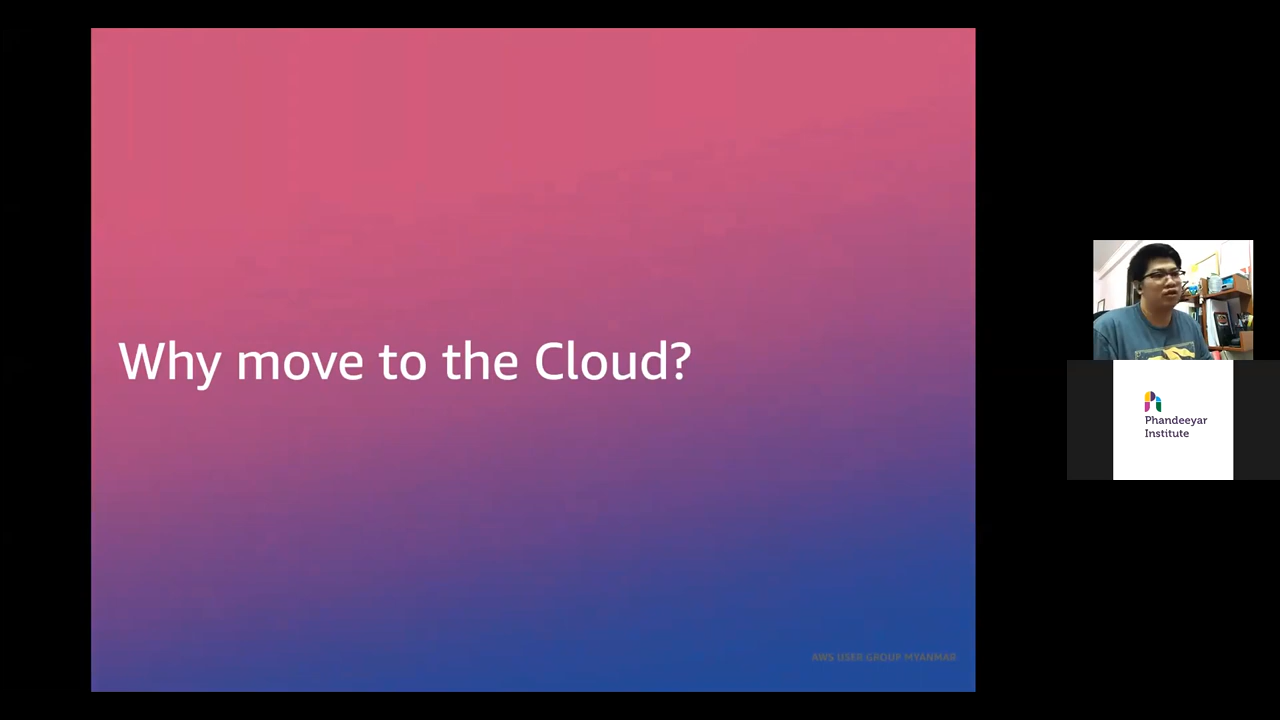 Why move to the Cloud?
AWS USER GROUP MYANMAR
Phandeeyar
Institute